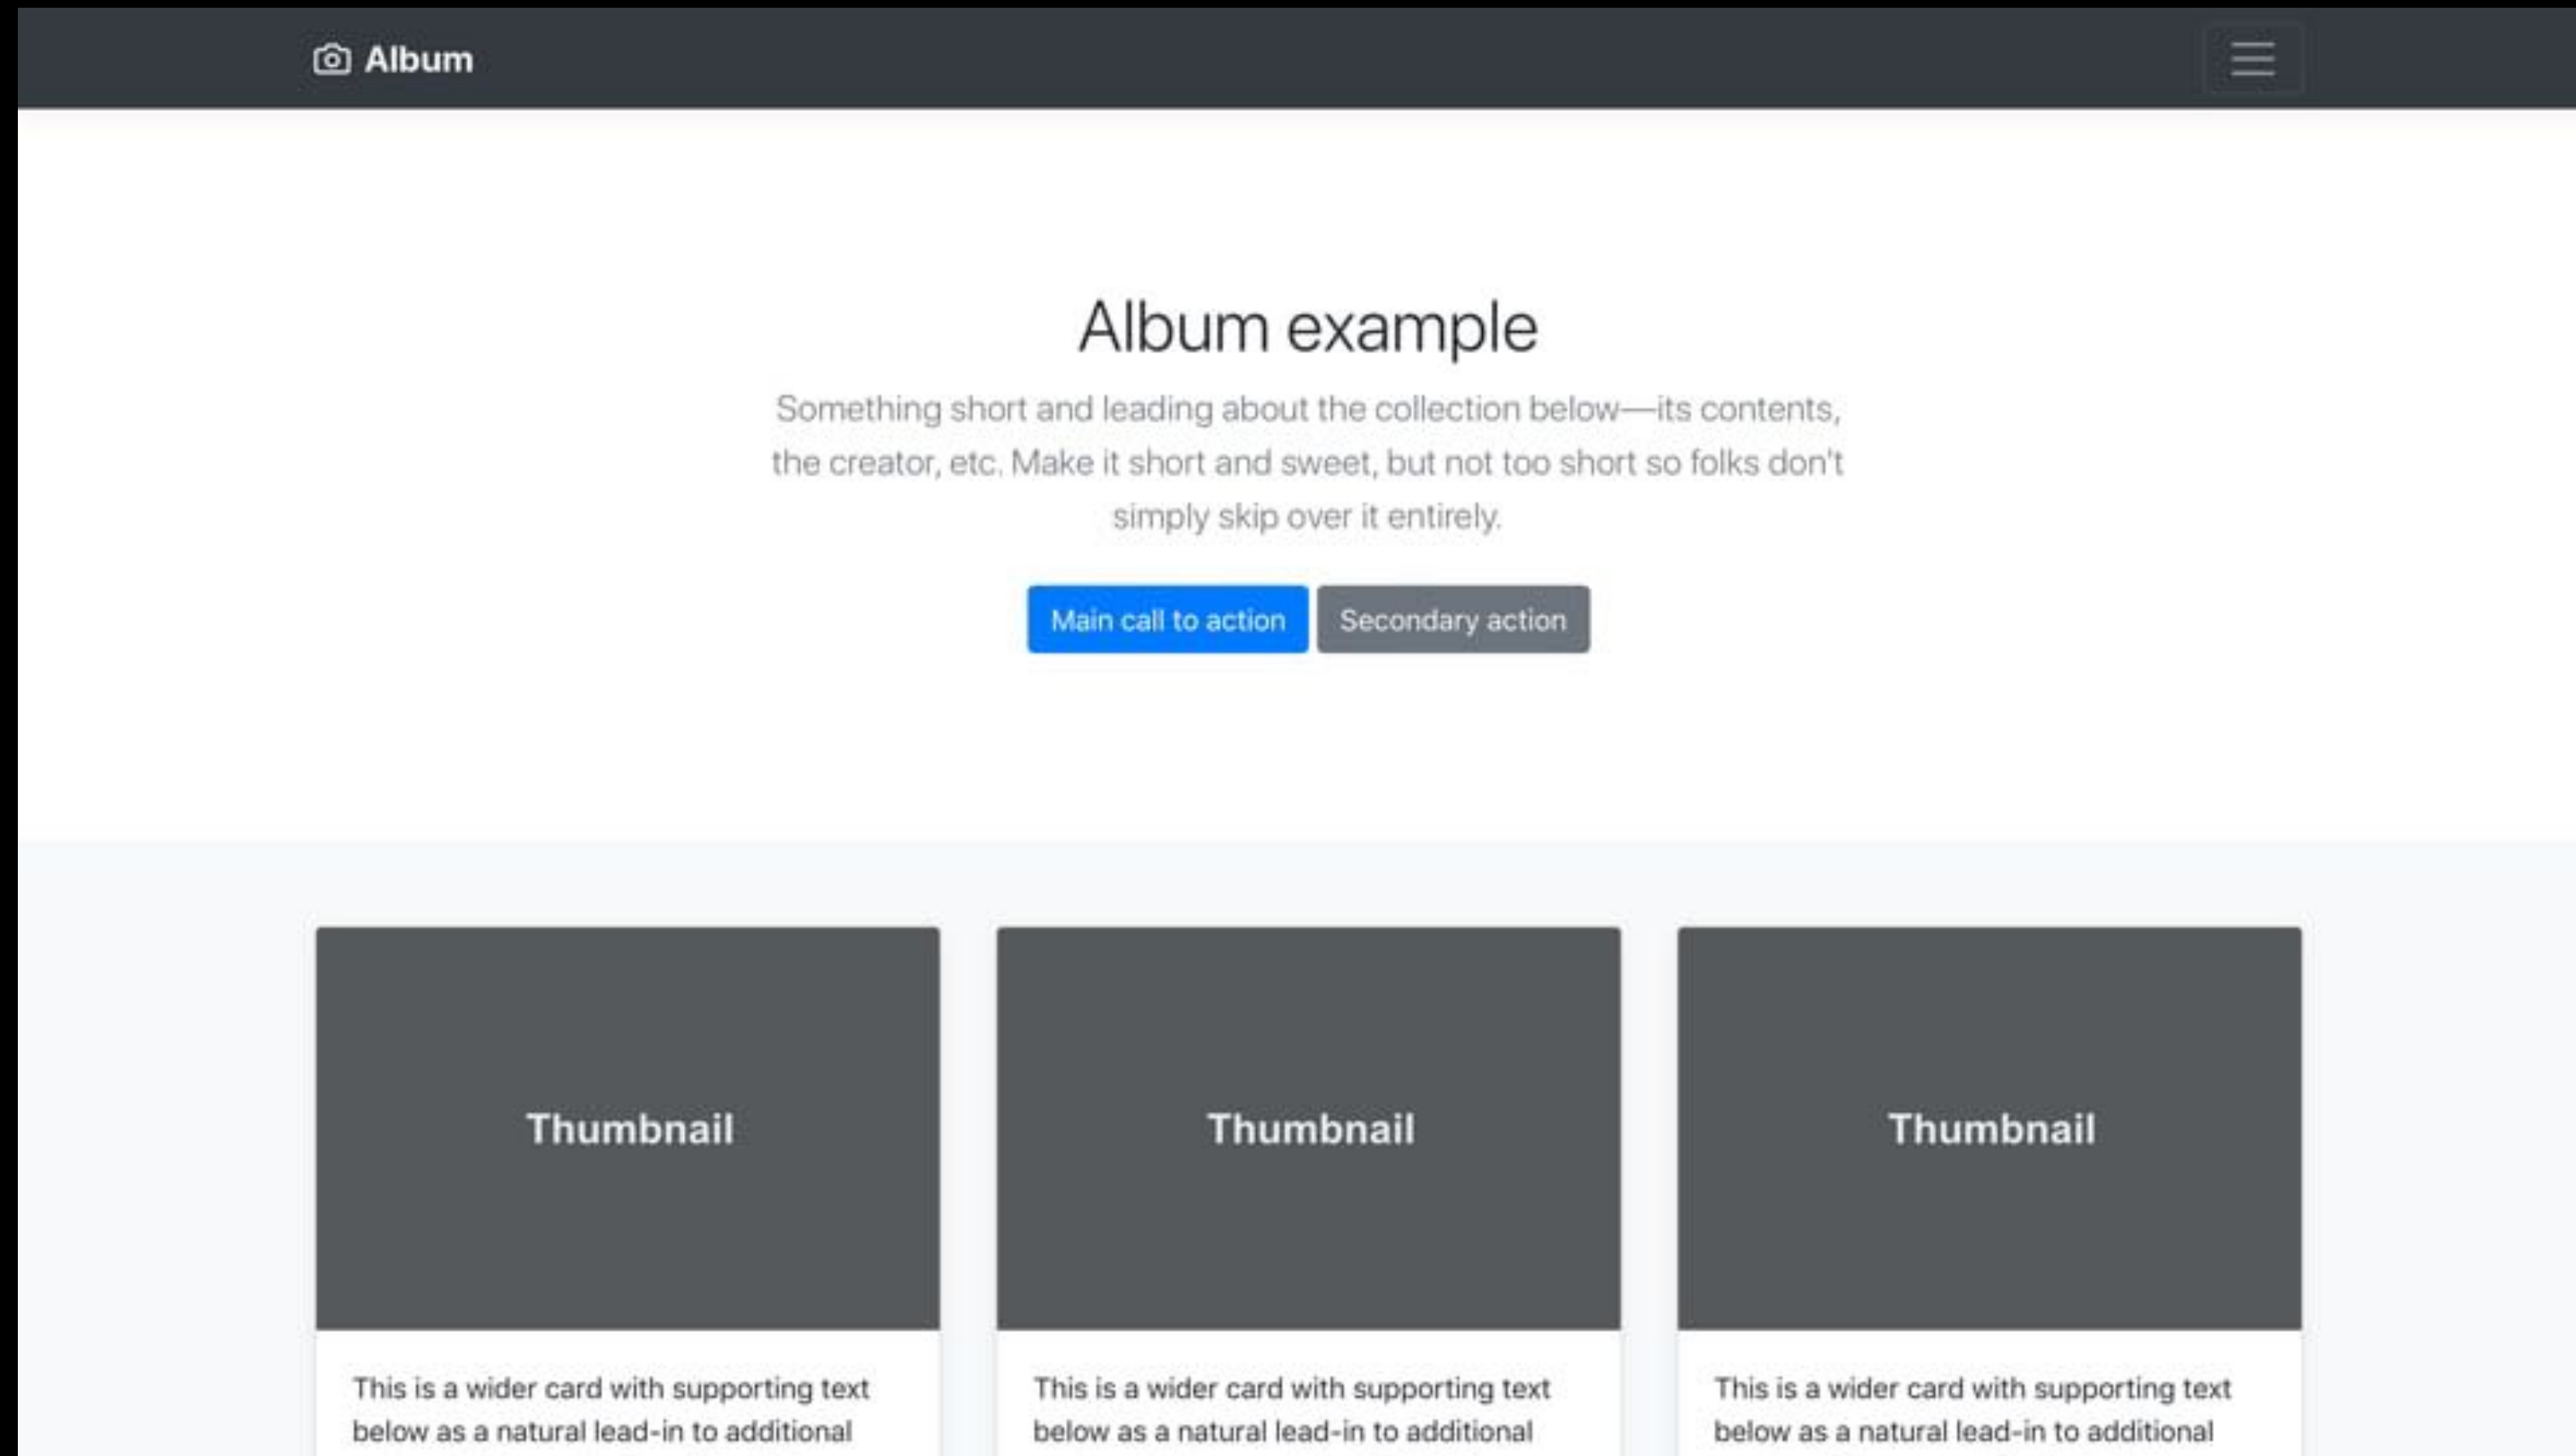 Album
Album example
Something short and leading about the collection below—its contents,
the creator, etc. Make it short and sweet, but not too short so folks don't
simply skip over it entirely.
Main call to action
Secondary action
Thumbnail
This is a wider card with supporting text
below as a natural lead-in to additional
Thumbnail
This is a wider card with supporting text
below as a natural lead-in to additional
Thumbnail
This is a wider card with supporting text
below as a natural lead-in to additional